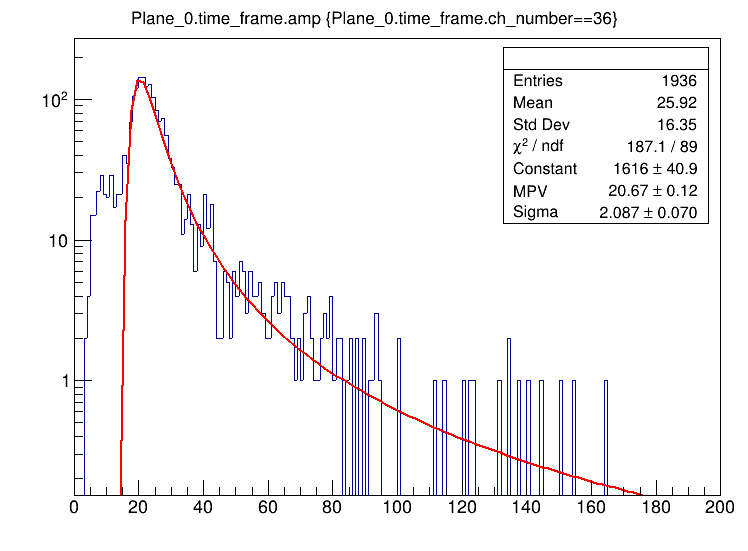 Plane_0.time_frame.amp {Plane_0.time_frame.ch_number==36}
Entries 1936
Mean 25.92
Std Dev 16.35
χ² / ndf 187.1 / 89
Constant 1616 ± 40.9
MPV 20.67 ± 0.12
Sigma 2.087 ± 0.070
10²
10
1
0 20 40 60 80 100 120 140 160 180 200